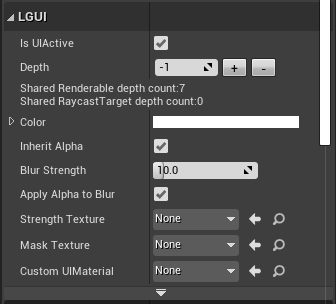 LGUI
Is UIActive
Depth -1 + -
Shared Renderable depth count:7
Shared RaycastTarget depth count:0
Color
Inherit Alpha
Blur Strength 10.0
Apply Alpha to Blur
Strength Texture None
Mask Texture None
Custom UIMaterial None